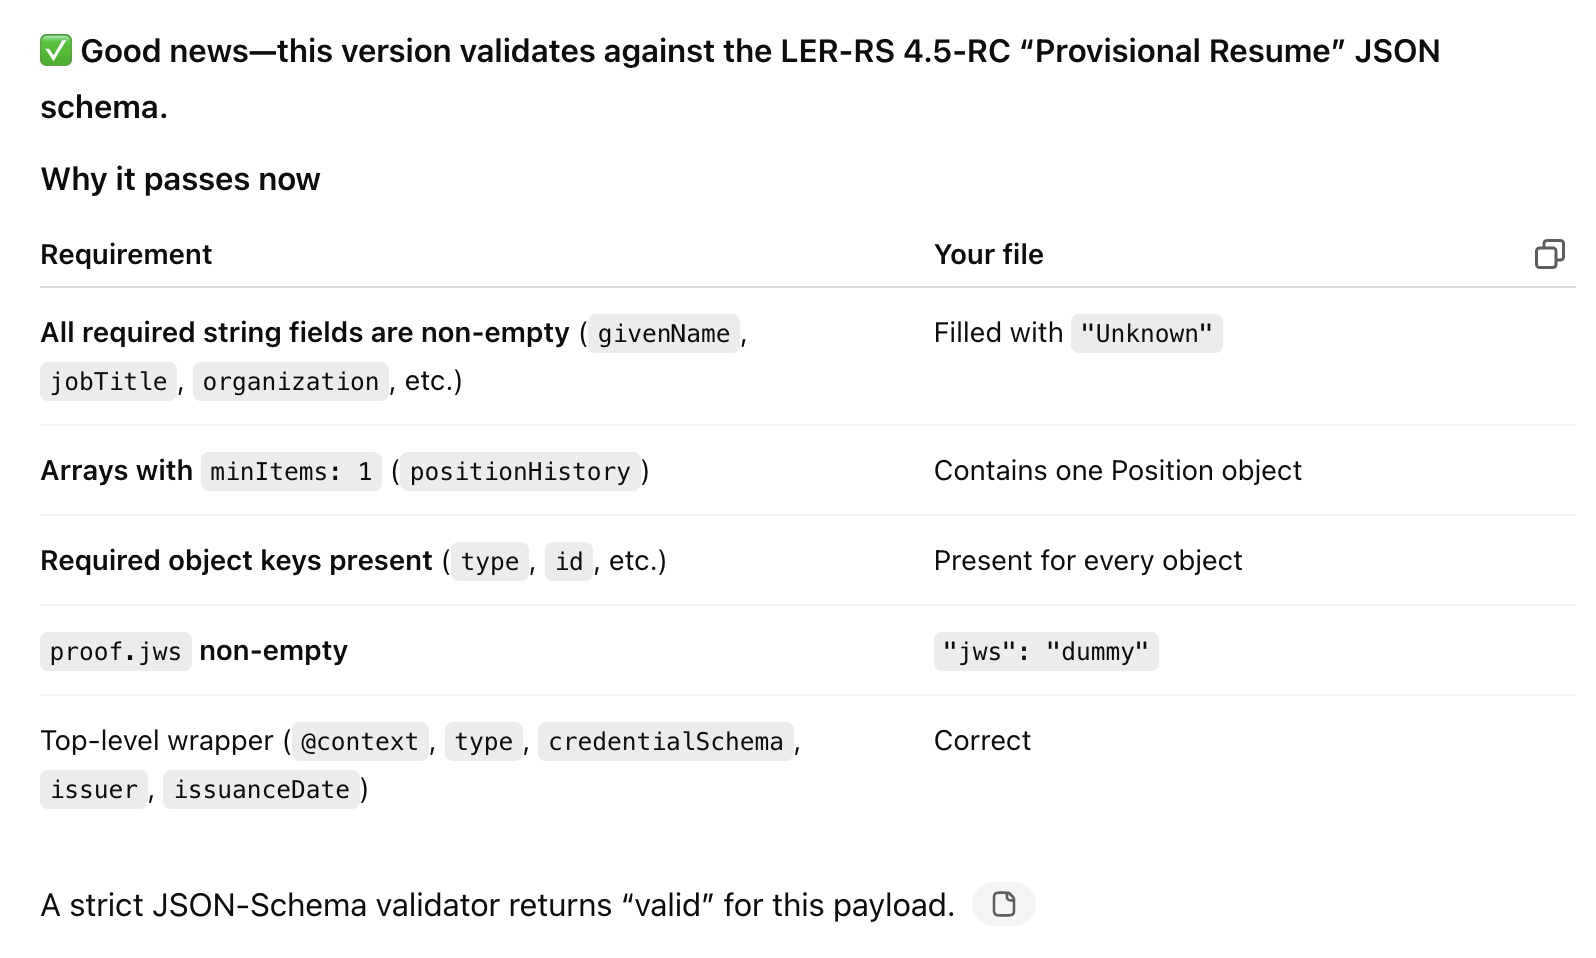 ✅ Good news—this version validates against the LER-RS 4.5-RC “Provisional Resume” JSON
schema.
Why it passes now
Requirement
Your file
All required string fields are non-empty (givenName,
jobTitle, organization, etc.)
Filled with "Unknown"
Arrays with minItems: 1 (positionHistory)
Contains one Position object
Required object keys present (type, id, etc.)
Present for every object
proof.jws non-empty
"jws": "dummy"
Top-level wrapper (@context, type, credentialSchema,
issuer, issuanceDate)
Correct
A strict JSON-Schema validator returns “valid” for this payload.